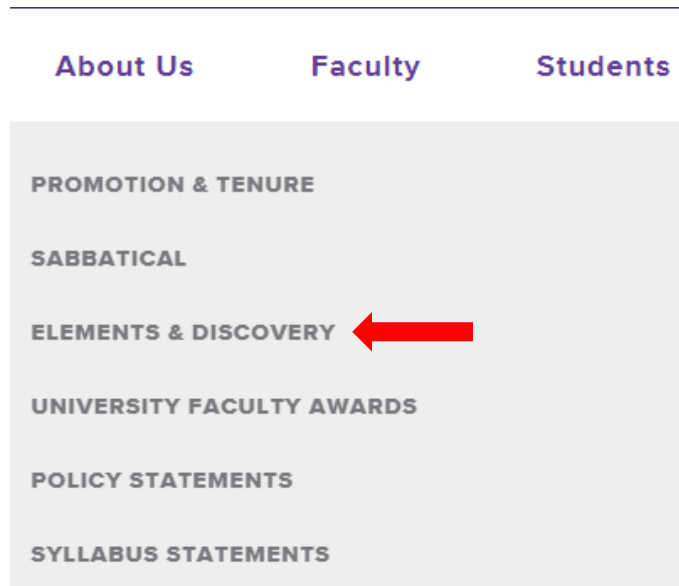 About Us Faculty Students
PROMOTION & TENURE
SABBATICAL
ELEMENTS & DISCOVERY
UNIVERSITY FACULTY AWARDS
POLICY STATEMENTS
SYLLABUS STATEMENTS